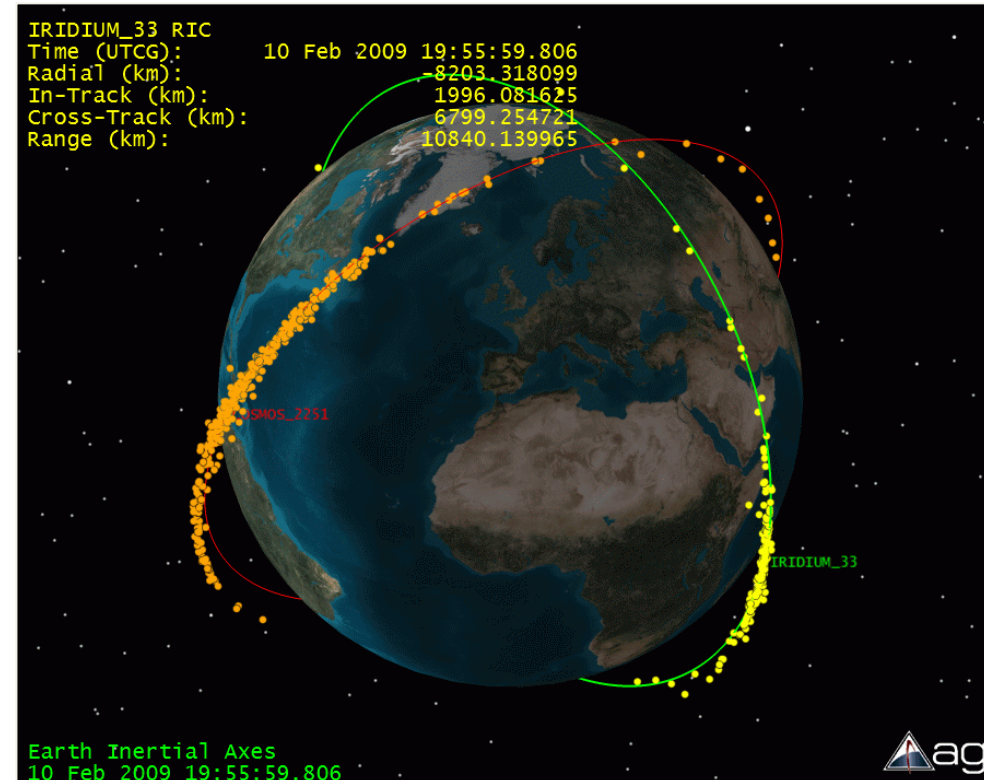 IRIDIUM_33 RIC
Time (UTCG): 10 Feb 2009 19:55:59.806
Radial (km): -8203.318099
In-Track (km): 1996.081625
Cross-Track (km): 6799.254721
Range (km): 10840.139965
OSMOS_2251
IRIDIUM_33
Earth Inertial Axes
10 Feb 2009 19:55:59.806
ag